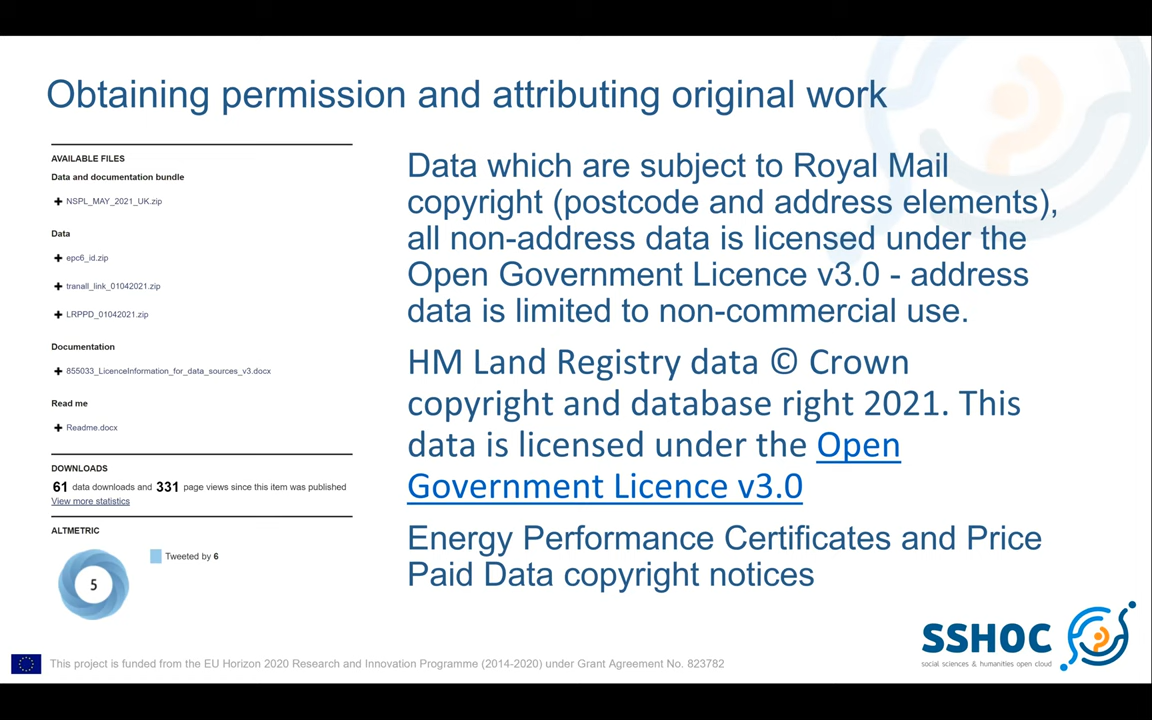 Obtaining permission and attributing original work
AVAILABLE FILES
Data and documentation bundle
NSPL_MAY_2021_UK.zip
Data
epc6_id.zip
tranall_link_01042021.zip
LRPPD_01042021.zip
Documentation
855033_LicenceInformation_for_data_sources_v3.docx
Read me
Readme.docx
DOWNLOADS
61 data downloads and 331 page views since this item was published
View more statistics
ALTMETRIC
5
Tweeted by 6
Data which are subject to Royal Mail
copyright (postcode and address elements),
all non-address data is licensed under the
Open Government Licence v3.0 - address
data is limited to non-commercial use.
HM Land Registry data © Crown
copyright and database right 2021. This
data is licensed under the Open
Government Licence v3.0
Energy Performance Certificates and Price
Paid Data copyright notices
SSHOC
social sciences & humanities open cloud
This project is funded from the EU Horizon 2020 Research and Innovation Programme (2014-2020) under Grant Agreement No. 823782